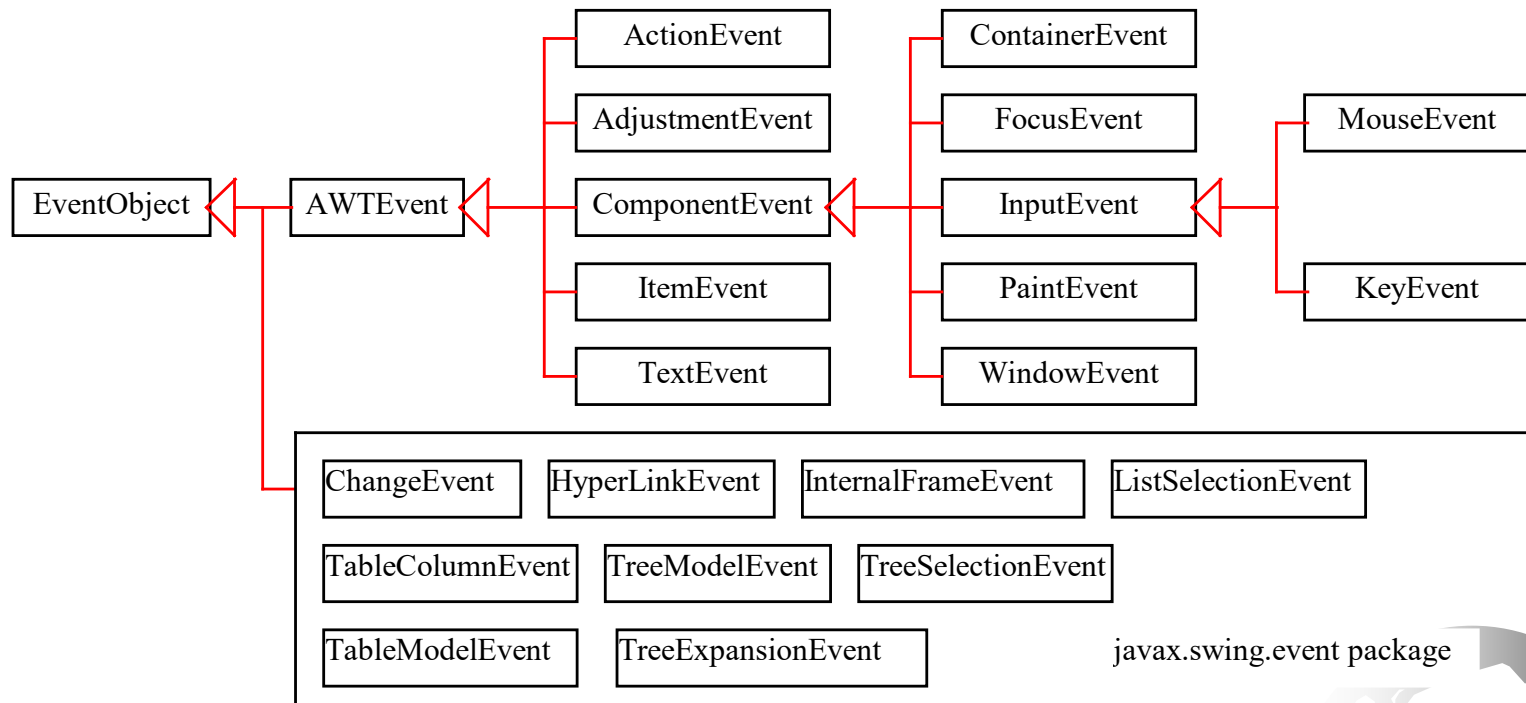 ActionEvent
ContainerEvent
AdjustmentEvent
FocusEvent
MouseEvent
EventObject
AWTEvent
ComponentEvent
InputEvent
ItemEvent
PaintEvent
KeyEvent
TextEvent
WindowEvent
ChangeEvent
HyperLinkEvent
InternalFrameEvent
ListSelectionEvent
TableColumnEvent
TreeModelEvent
TreeSelectionEvent
TableModelEvent
TreeExpansionEvent
javax.swing.event package